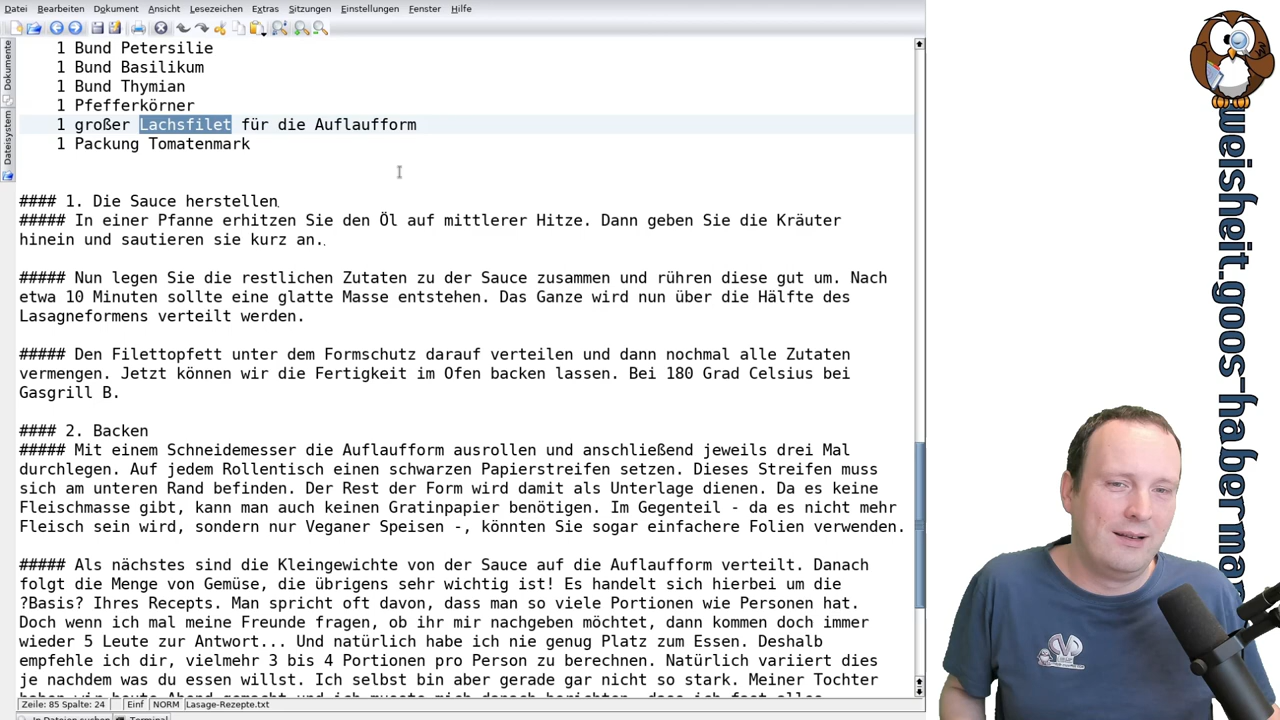 Datei Bearbeiten Dokument Ansicht Lesezeichen Extras Sitzungen Einstellungen Fenster Hilfe
Dokumente
Dateisystem
1 Bund Petersilie
1 Bund Basilikum
1 Bund Thymian
1 Pfefferkörner
1 großer Lachsfilet für die Auflaufform
1 Packung Tomatenmark
#### 1. Die Sauce herstellen
##### In einer Pfanne erhitzen Sie den Öl auf mittlerer Hitze. Dann geben Sie die Kräuter
hinein und sautieren sie kurz an.
##### Nun legen Sie die restlichen Zutaten zu der Sauce zusammen und rühren diese gut um. Nach
etwa 10 Minuten sollte eine glatte Masse entstehen. Das Ganze wird nun über die Hälfte des
Lasagneformens verteilt werden.
##### Den Filettopfett unter dem Formschutz darauf verteilen und dann nochmal alle Zutaten
vermengen. Jetzt können wir die Fertigkeit im Ofen backen lassen. Bei 180 Grad Celsius bei
Gasgrill B.
#### 2. Backen
##### Mit einem Schneidemesser die Auflaufform ausrollen und anschließend jeweils drei Mal
durchlegen. Auf jedem Rollentisch einen schwarzen Papierstreifen setzen. Dieses Streifen muss
sich am unteren Rand befinden. Der Rest der Form wird damit als Unterlage dienen. Da es keine
Fleischmasse gibt, kann man auch keinen Gratinpapier benötigen. Im Gegenteil - da es nicht mehr
Fleisch sein wird, sondern nur Veganer Speisen -, könnten Sie sogar einfachere Folien verwenden.
##### Als nächstes sind die Kleingewichte von der Sauce auf die Auflaufform verteilt. Danach
folgt die Menge von Gemüse, die übrigens sehr wichtig ist! Es handelt sich hierbei um die
?Basis? Ihres Recepts. Man spricht oft davon, dass man so viele Portionen wie Personen hat.
Doch wenn ich mal meine Freunde fragen, ob ihr mir nachgeben möchtet, dann kommen doch immer
wieder 5 Leute zur Antwort... Und natürlich habe ich nie genug Platz zum Essen. Deshalb
empfehle ich dir, vielmehr 3 bis 4 Portionen pro Person zu berechnen. Natürlich variiert dies
je nachdem was du essen willst. Ich selbst bin aber gerade gar nicht so stark. Meiner Tochter
Zeile: 85 Spalte: 24 Einf NORM Lasage-Rezepte.txt
In Dateien suchen Terminal
weisheit.goos-haberman